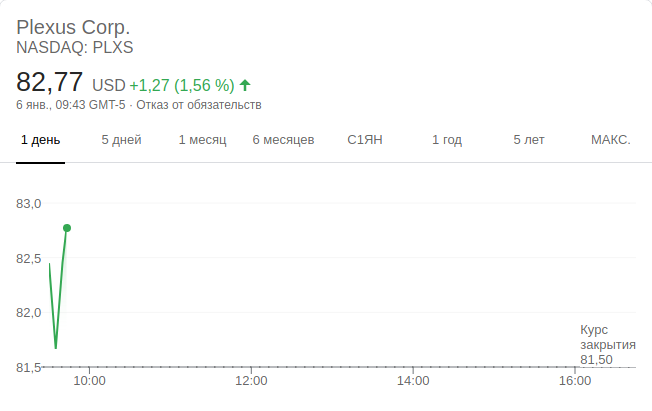 Plexus Corp.
NASDAQ: PLXS
82,77 USD +1,27 (1,56 %)
6 янв., 09:43 GMT-5 · Отказ от обязательств
1 день 5 дней 1 месяц 6 месяцев С1ЯН 1 год 5 лет МАКС.
83,0
82,5
82,0
Курс
закрытия
81,50
81,5
10:00 12:00 14:00 16:00